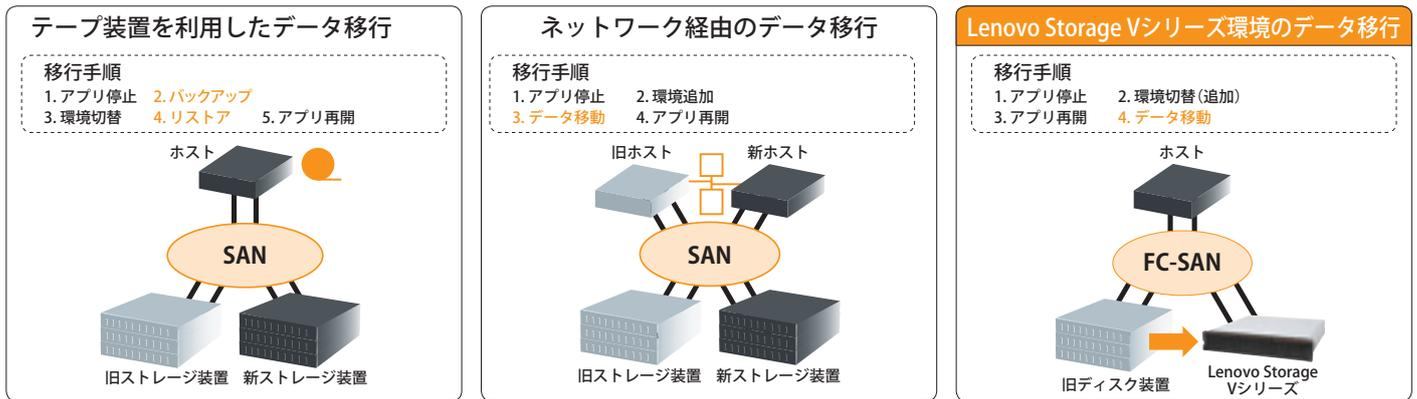 テープ装置を利用したデータ移行
移行手順
1. アプリ停止 2. バックアップ
3. 環境切替 4. リストア 5. アプリ再開
ホスト
SAN
旧ストレージ装置 新ストレージ装置
ネットワーク経由のデータ移行
移行手順
1. アプリ停止 2. 環境追加
3. データ移動 4. アプリ再開
旧ホスト 新ホスト
SAN
旧ストレージ装置 新ストレージ装置
Lenovo Storage Vシリーズ環境のデータ移行
移行手順
1. アプリ停止 2. 環境切替（追加）
3. アプリ再開 4. データ移動
ホスト
FC-SAN
旧ディスク装置
Lenovo Storage
Vシリーズ